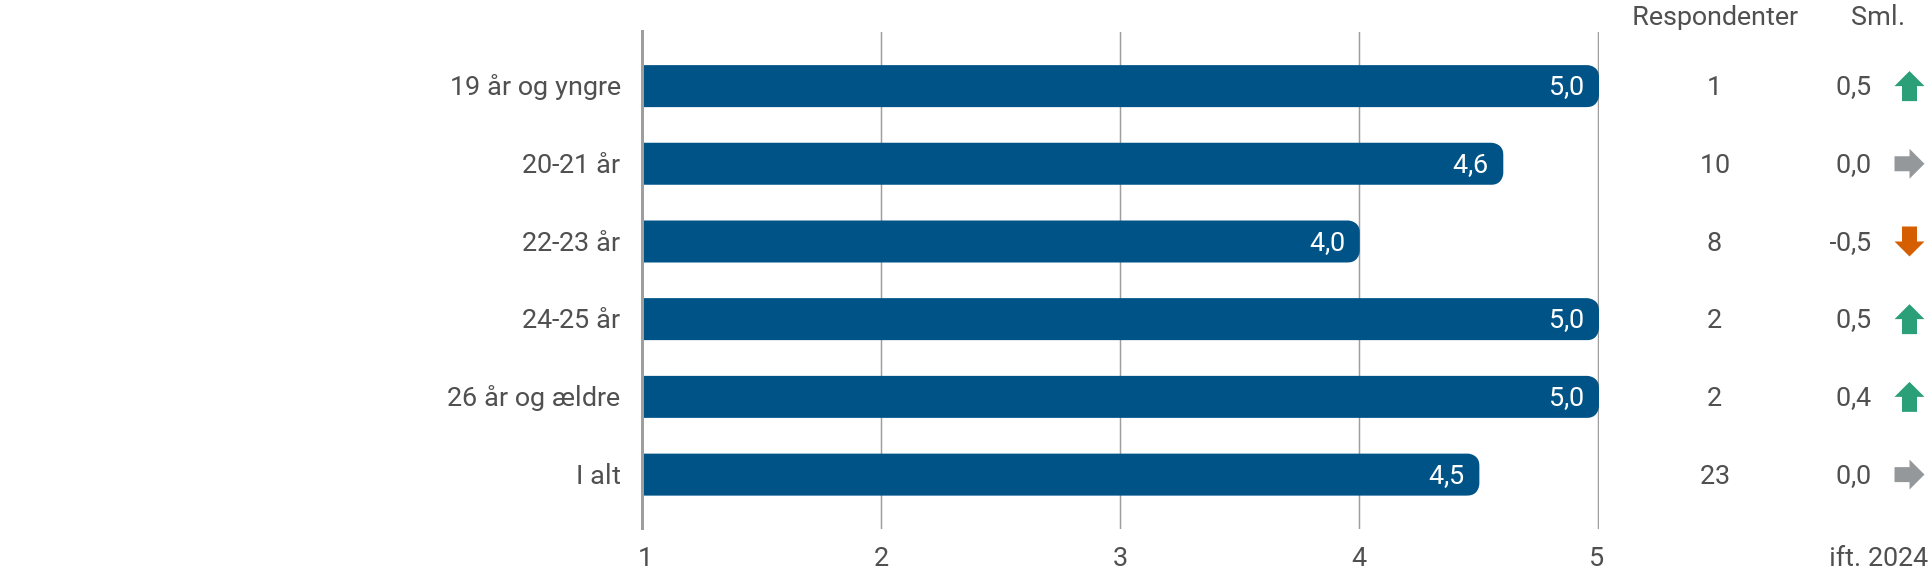 Respondenter Sml.
19 år og yngre 5,0 1 0,5
20-21 år 4,6 10 0,0
22-23 år 4,0 8 -0,5
24-25 år 5,0 2 0,5
26 år og ældre 5,0 2 0,4
I alt 4,5 23 0,0
1 2 3 4 5 ift. 2024